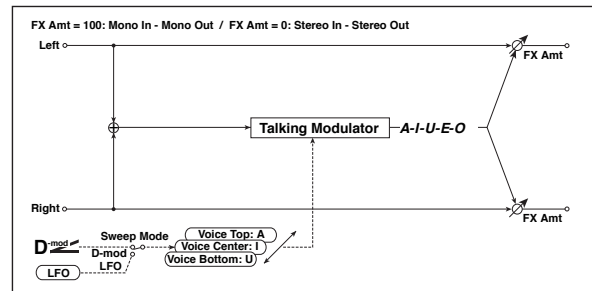 FX Amt = 100: Mono In - Mono Out / FX Amt = 0: Stereo In - Stereo Out
Left
FX Amt
Talking Modulator
A-I-U-E-O
Right
FX Amt
Sweep Mode
D-mod
D-mod
LFO
LFO
Voice Top: A
Voice Center: I
Voice Bottom: U